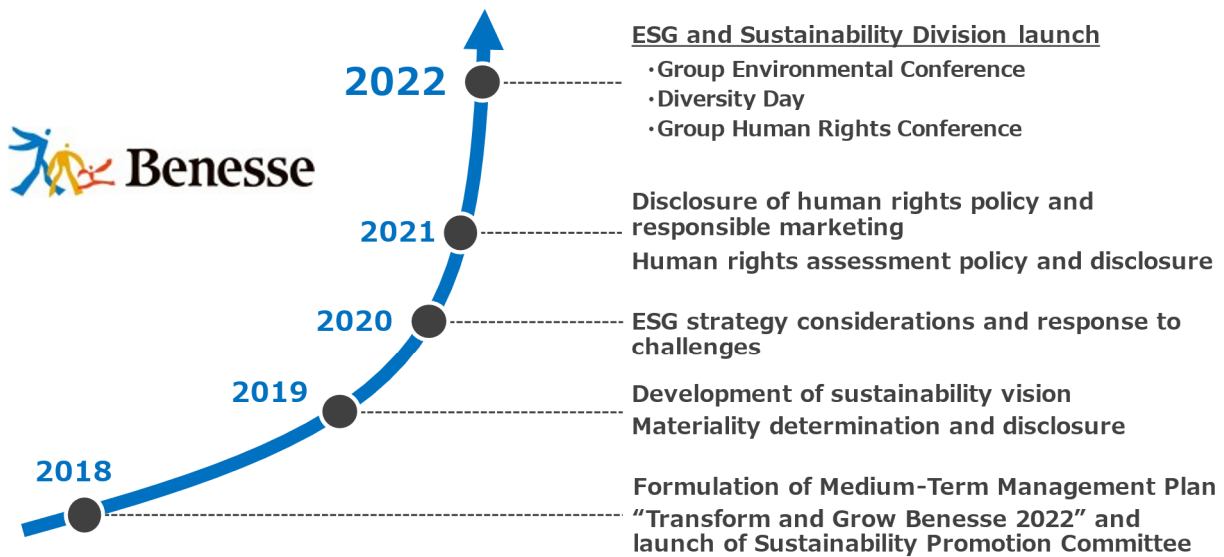 2022
ESG and Sustainability Division launch
・Group Environmental Conference
・Diversity Day
・Group Human Rights Conference
Benesse
2021
Disclosure of human rights policy and
responsible marketing
Human rights assessment policy and disclosure
2020
ESG strategy considerations and response to
challenges
2019
Development of sustainability vision
Materiality determination and disclosure
2018
Formulation of Medium-Term Management Plan
“Transform and Grow Benesse 2022” and
launch of Sustainability Promotion Committee